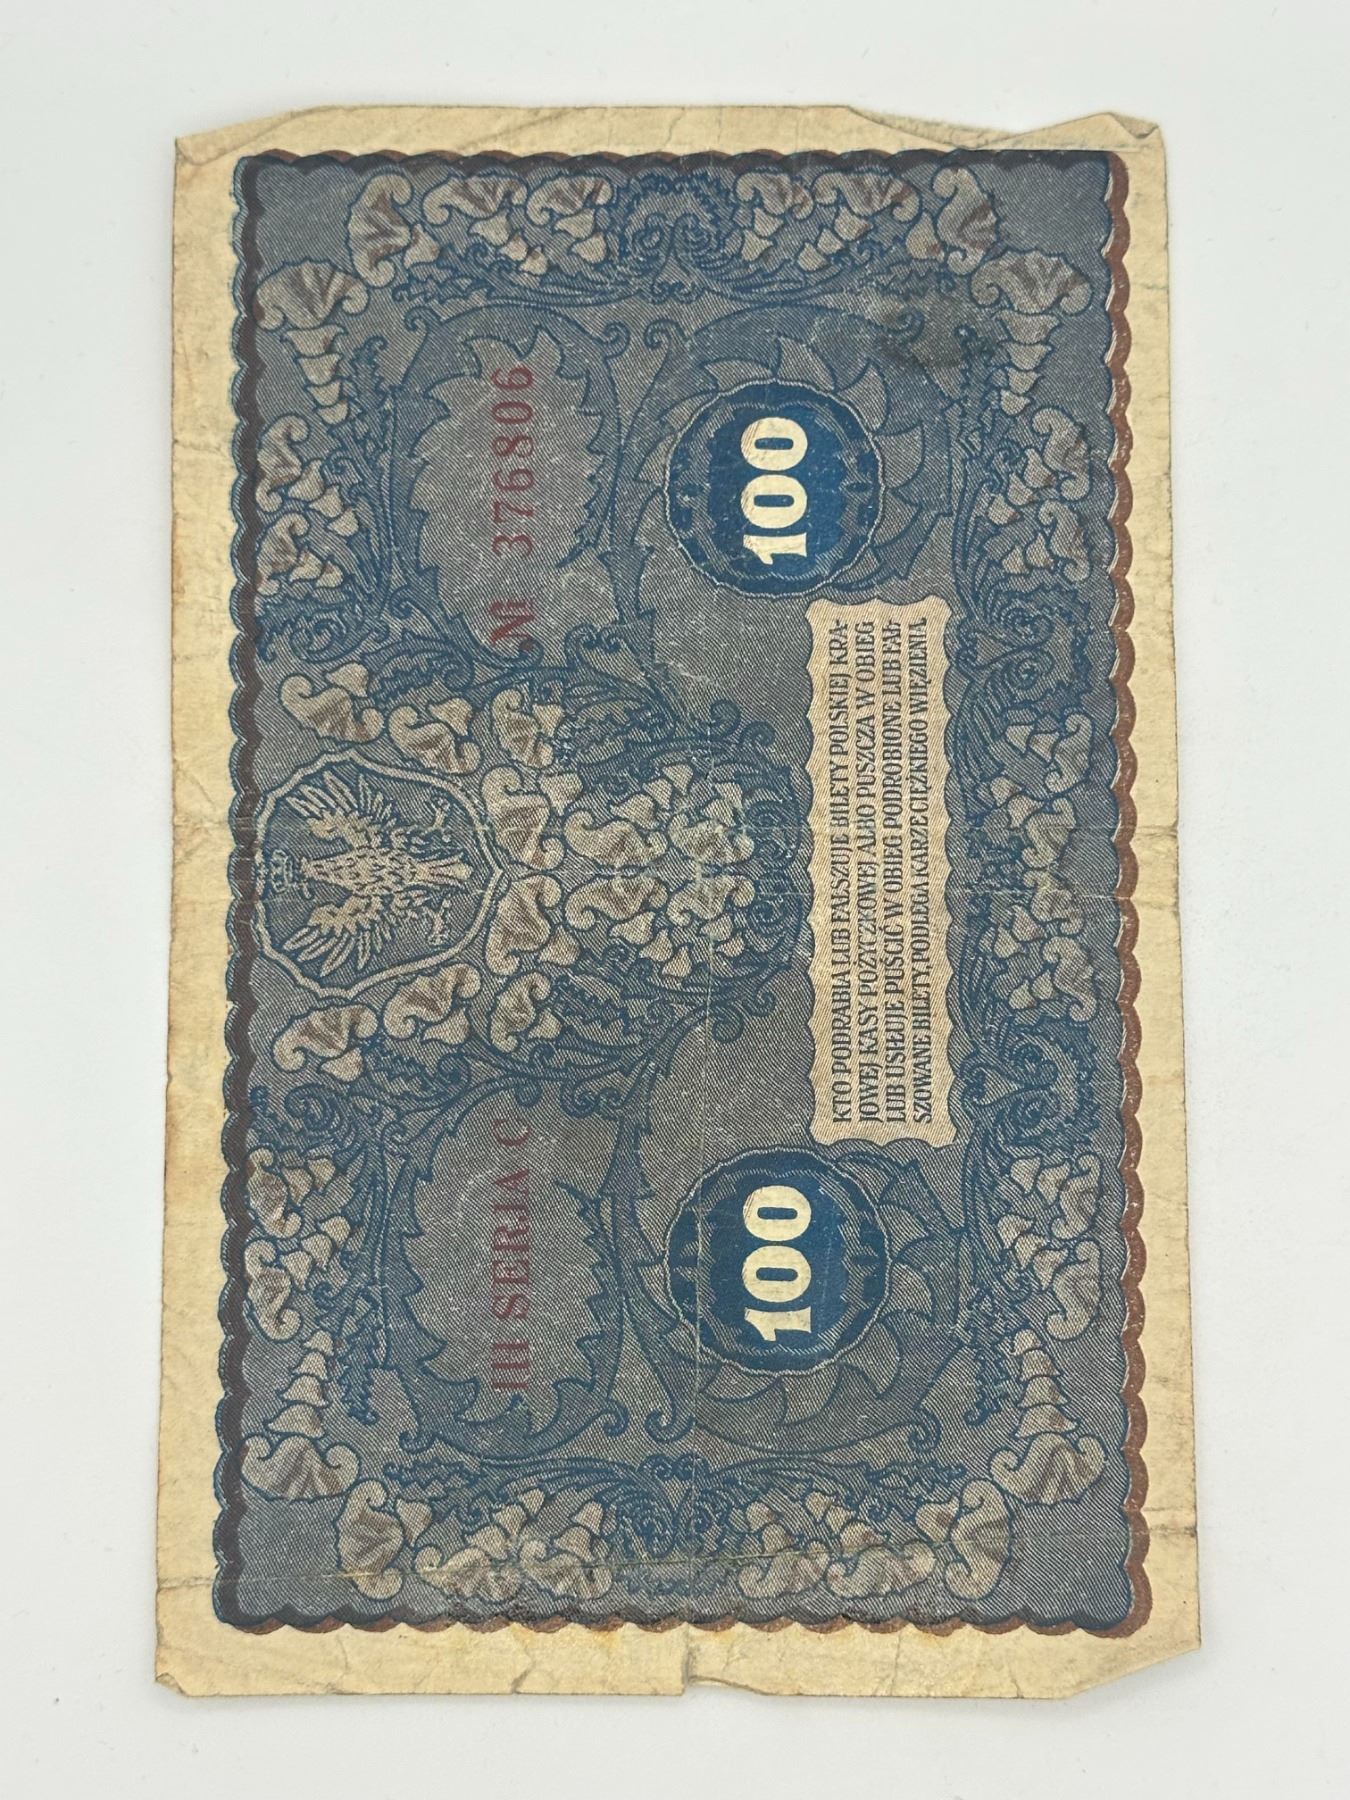 III SERJA C
№ 376806
100
100
KTO PODRABIA LUB FAŁSZUJE BILETY POLSKIEJ KRA-
JOWEJ KASY POŻYCZKOWEJ ALBO PUSZCZA W OBIEG
LUB USIŁUJE PUŚCIĆ W OBIEG PODROBIONE LUB FAŁ-
SZOWANE BILETY, PODLEGA KARZE CIĘŻKIEGO WIĘZIENIA.